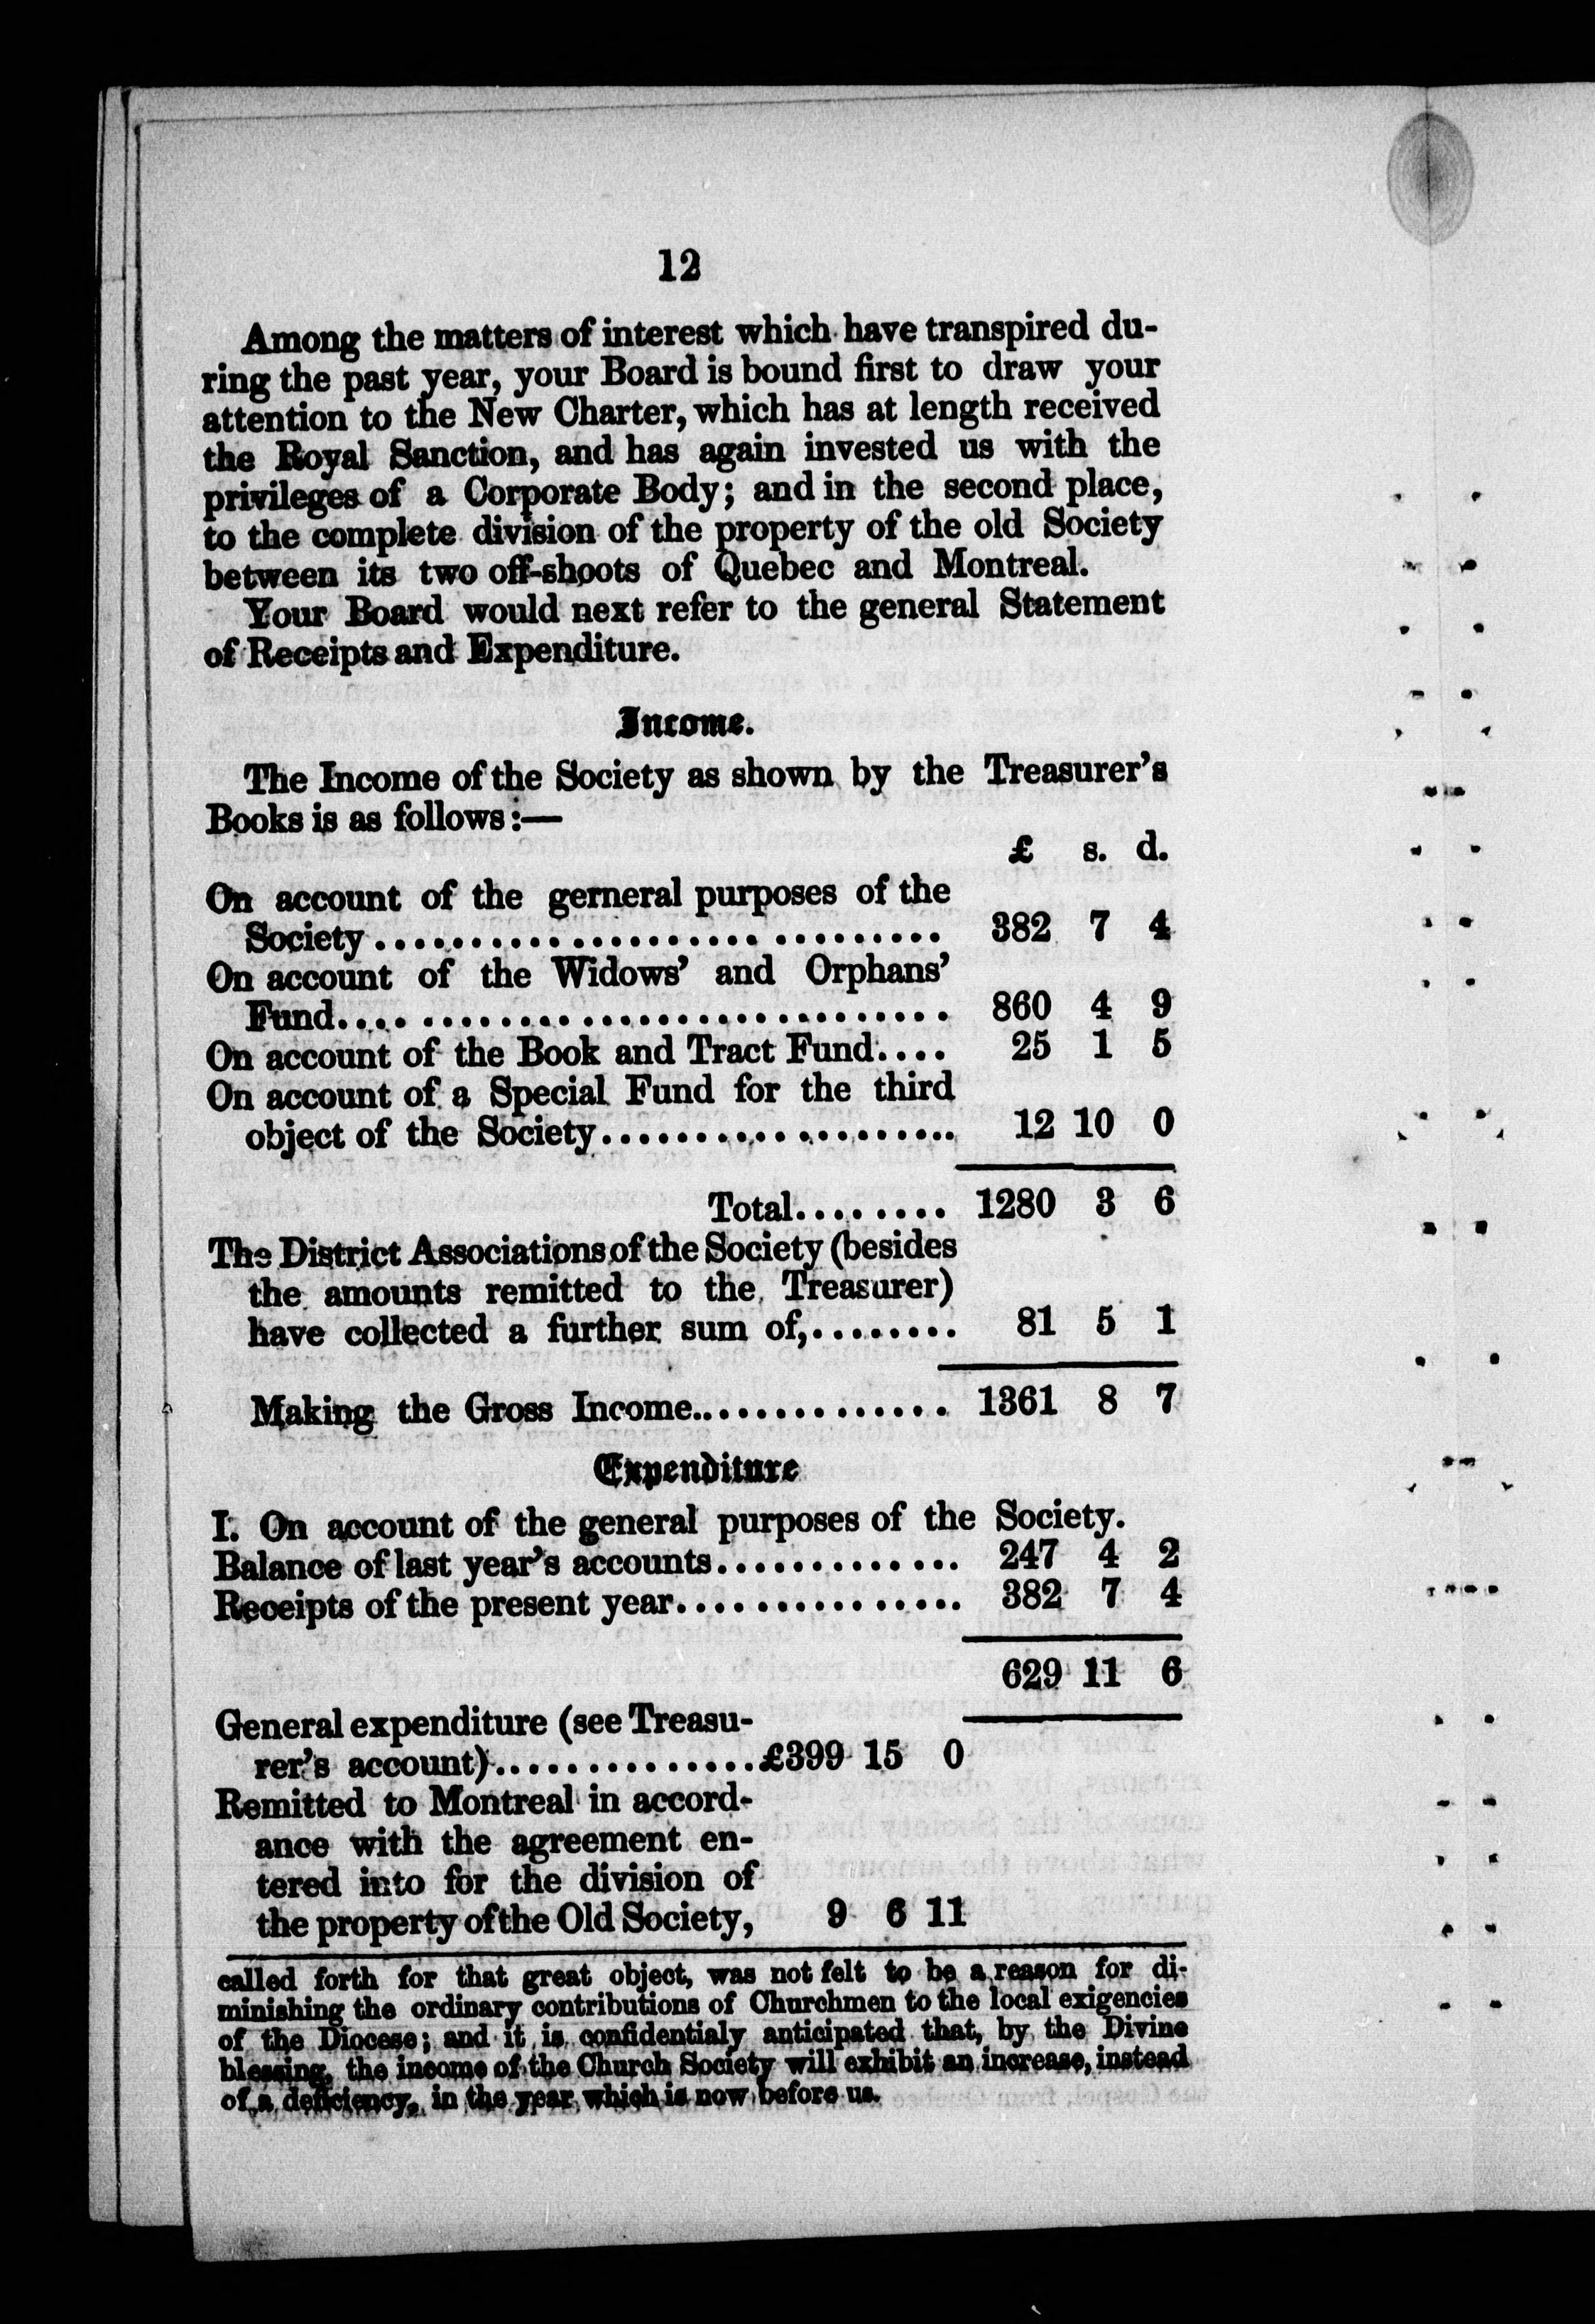 12
Among the matters of interest which have transpired du-
ring the past year, your Board is bound first to draw your
attention to the New Charter, which has at length received
the Royal Sanction, and has again invested us with the
privileges of a Corporate Body; and in the second place,
to the complete division of the property of the old Society
between its two off-shoots of Quebec and Montreal.
Your Board would next refer to the general Statement
of Receipts and Expenditure.
Income.
The Income of the Society as shown by the Treasurer's
Books is as follows:—
£ s. d.
On account of the gerneral purposes of the
Society.............................. 382 7 4
On account of the Widows' and Orphans'
Fund................................ 860 4 9
On account of the Book and Tract Fund.... 25 1 5
On account of a Special Fund for the third
object of the Society................... 12 10 0
Total........ 1280 3 6
The District Associations of the Society (besides
the amounts remitted to the Treasurer)
have collected a further sum of,........ 81 5 1
Making the Gross Income.............. 1361 8 7
Expenditure
I. On account of the general purposes of the Society.
Balance of last year's accounts............. 247 4 2
Receipts of the present year............... 382 7 4
629 11 6
General expenditure (see Treasu-
rer's account)..............£399 15 0
Remitted to Montreal in accord-
ance with the agreement en-
tered into for the division of
the property of the Old Society, 9 6 11
called forth for that great object, was not felt to be a reason for di-
minishing the ordinary contributions of Churchmen to the local exigencies
of the Diocese; and it is confidentialy anticipated that, by the Divine
blessing, the income of the Church Society will exhibit an increase, instead
of a deficiency, in the year which is now before us.